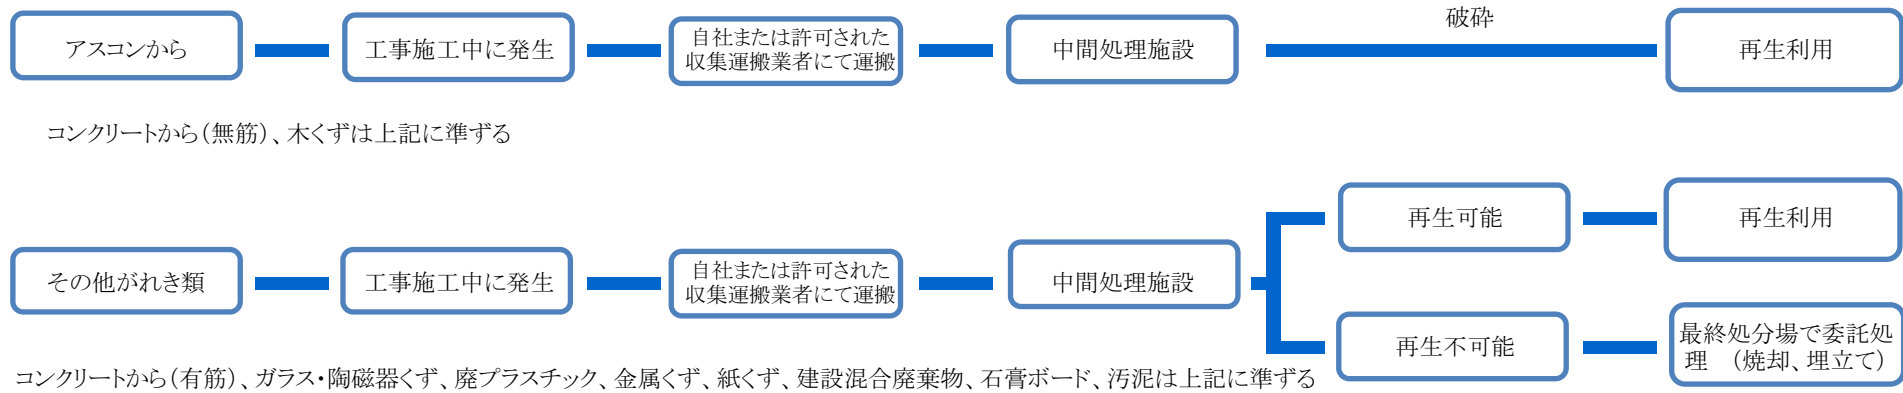 破砕
アスコンから
工事施工中に発生
自社または許可された
収集運搬業者にて運搬
中間処理施設
再生利用
コンクリートから(無筋)、木くずは上記に準ずる
再生可能
再生利用
その他がれき類
工事施工中に発生
自社または許可された
収集運搬業者にて運搬
中間処理施設
再生不可能
最終処分場で委託処
理　(焼却、埋立て)
コンクリートから(有筋)、ガラス・陶磁器くず、廃プラスチック、金属くず、紙くず、建設混合廃棄物、石膏ボード、汚泥は上記に準ずる